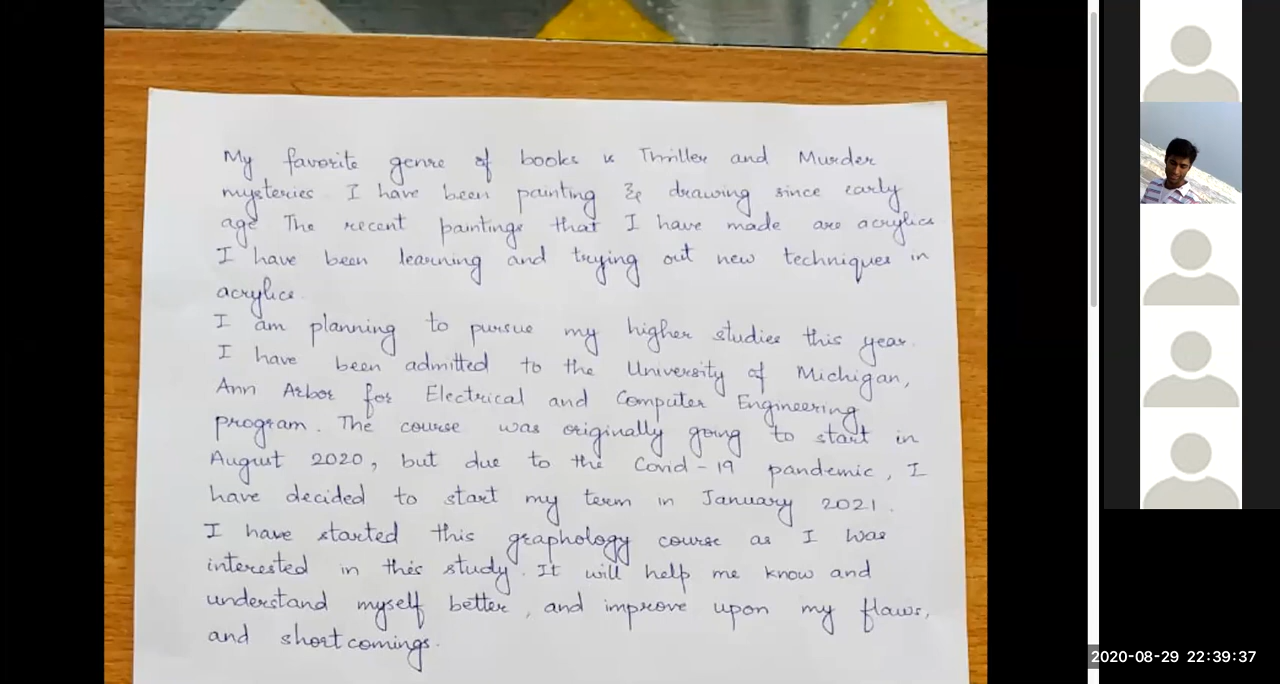 My favorite genre of books is Thriller and Murder
mysteries. I have been painting & drawing since early
age. The recent paintings that I have made are acrylics
I have been learning and trying out new techniques in
acrylics.
I am planning to pursue my higher studies this year.
I have been admitted to the University of Michigan,
Ann Arbor for Electrical and Computer Engineering
program. The course was originally going to start in
August 2020, but due to the Covid-19 pandemic, I
have decided to start my term in January 2021.
I have started this graphology course as I was
interested in this study. It will help me know and
understand myself better, and improve upon my flaws,
and shortcomings.
2020-08-29 22:39:37